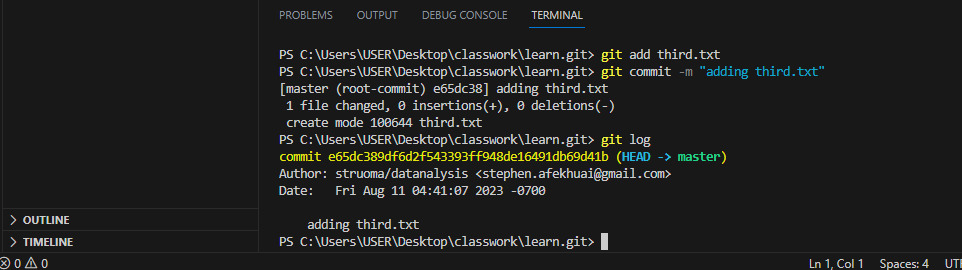 PROBLEMS OUTPUT DEBUG CONSOLE TERMINAL
PS C:\Users\USER\Desktop\classwork\learn.git> git add third.txt
PS C:\Users\USER\Desktop\classwork\learn.git> git commit -m "adding third.txt"
[master (root-commit) e65dc38] adding third.txt
 1 file changed, 0 insertions(+), 0 deletions(-)
 create mode 100644 third.txt
PS C:\Users\USER\Desktop\classwork\learn.git> git log
commit e65dc389df6d2f543393ff948de16491db69d41b (HEAD -> master)
Author: struoma/datanalysis <stephen.afekhuai@gmail.com>
Date:   Fri Aug 11 04:41:07 2023 -0700
    adding third.txt
PS C:\Users\USER\Desktop\classwork\learn.git>
OUTLINE
TIMELINE
0 0 Ln 1, Col 1 Spaces: 4 UTF